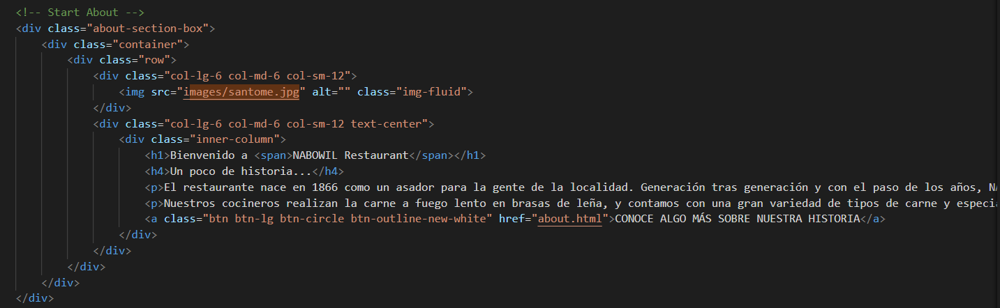 <!-- Start About -->
<div class="about-section-box">
<div class="container">
<div class="row">
<div class="col-lg-6 col-md-6 col-sm-12">
<img src="images/santome.jpg" alt="" class="img-fluid">
</div>
<div class="col-lg-6 col-md-6 col-sm-12 text-center">
<div class="inner-column">
<h1>Bienvenido a <span>NABOWIL Restaurant</span></h1>
<h4>Un poco de historia...</h4>
<p>El restaurante nace en 1866 como un asador para la gente de la localidad. Generación tras generación y con el paso de los años,
<p>Nuestros cocineros realizan la carne a fuego lento en brasas de leña, y contamos con una gran variedad de tipos de carne y
<a class="btn btn-lg btn-circle btn-outline-new-white" href="about.html">CONOCE ALGO MÁS SOBRE NUESTRA HISTORIA</a>
</div>
</div>
</div>
</div>
</div>